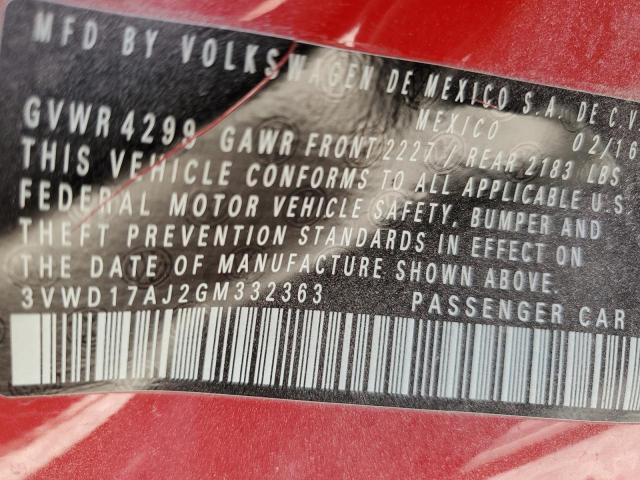 MFD BY VOLKSWAGEN DE MEXICO S.A. DE C.V
MEXICO 02/16
GVWR 4299 GAWR FRONT 2227 / REAR 2183 LBS
THIS VEHICLE CONFORMS TO ALL APPLICABLE U.S
FEDERAL MOTOR VEHICLE SAFETY, BUMPER AND
THEFT PREVENTION STANDARDS IN EFFECT ON
THE DATE OF MANUFACTURE SHOWN ABOVE.
3VWD17AJ2GM332363 PASSENGER CAR